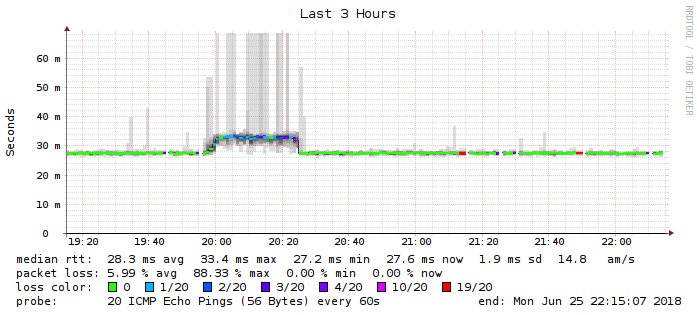 Last 3 Hours
RRDTOOL / TOBI OETIKER
Seconds
60 m
50 m
40 m
30 m
20 m
10 m
0
19:20 19:40 20:00 20:20 20:40 21:00 21:20 21:40 22:00
median rtt: 28.3 ms avg 33.4 ms max 27.2 ms min 27.6 ms now 1.9 ms sd 14.8 am/s
packet loss: 5.99 % avg 88.33 % max 0.00 % min 0.00 % now
loss color: 0 1/20 2/20 3/20 4/20 10/20 19/20
probe: 20 ICMP Echo Pings (56 Bytes) every 60s end: Mon Jun 25 22:15:07 2018